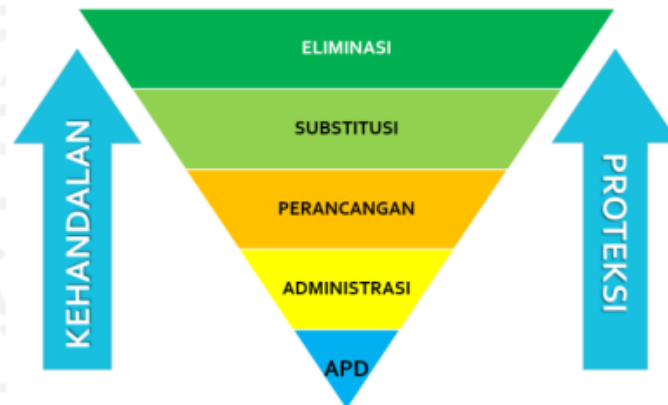 ELIMINASI
SUBSTITUSI
PERANCANGAN
ADMINISTRASI
APD
KEHANDALAN
PROTEKSI